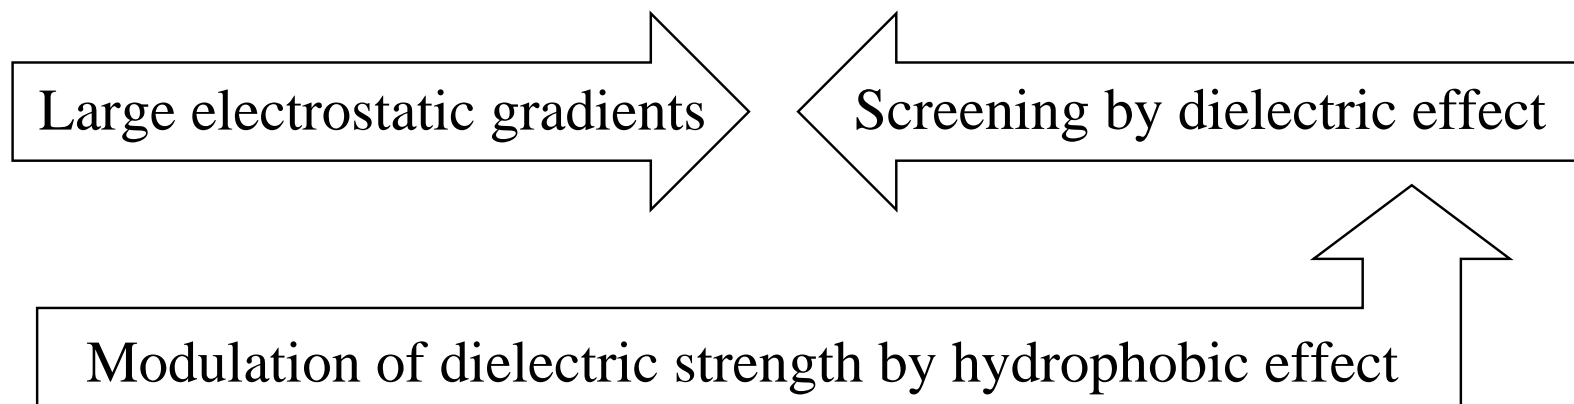 Large electrostatic gradients
Screening by dielectric effect
Modulation of dielectric strength by hydrophobic effect